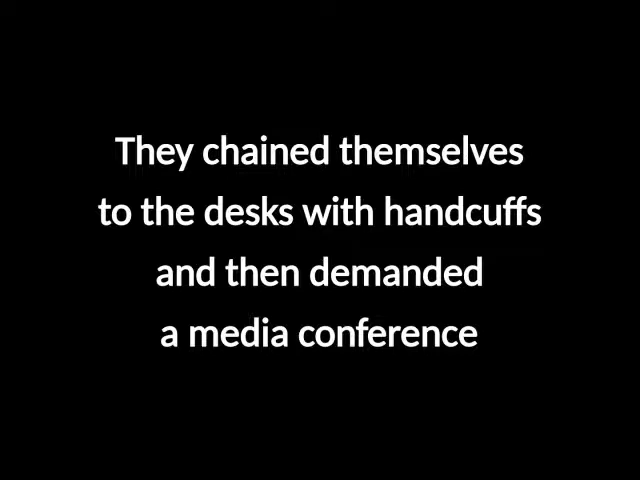 They chained themselves
to the desks with handcuffs
and then demanded
a media conference